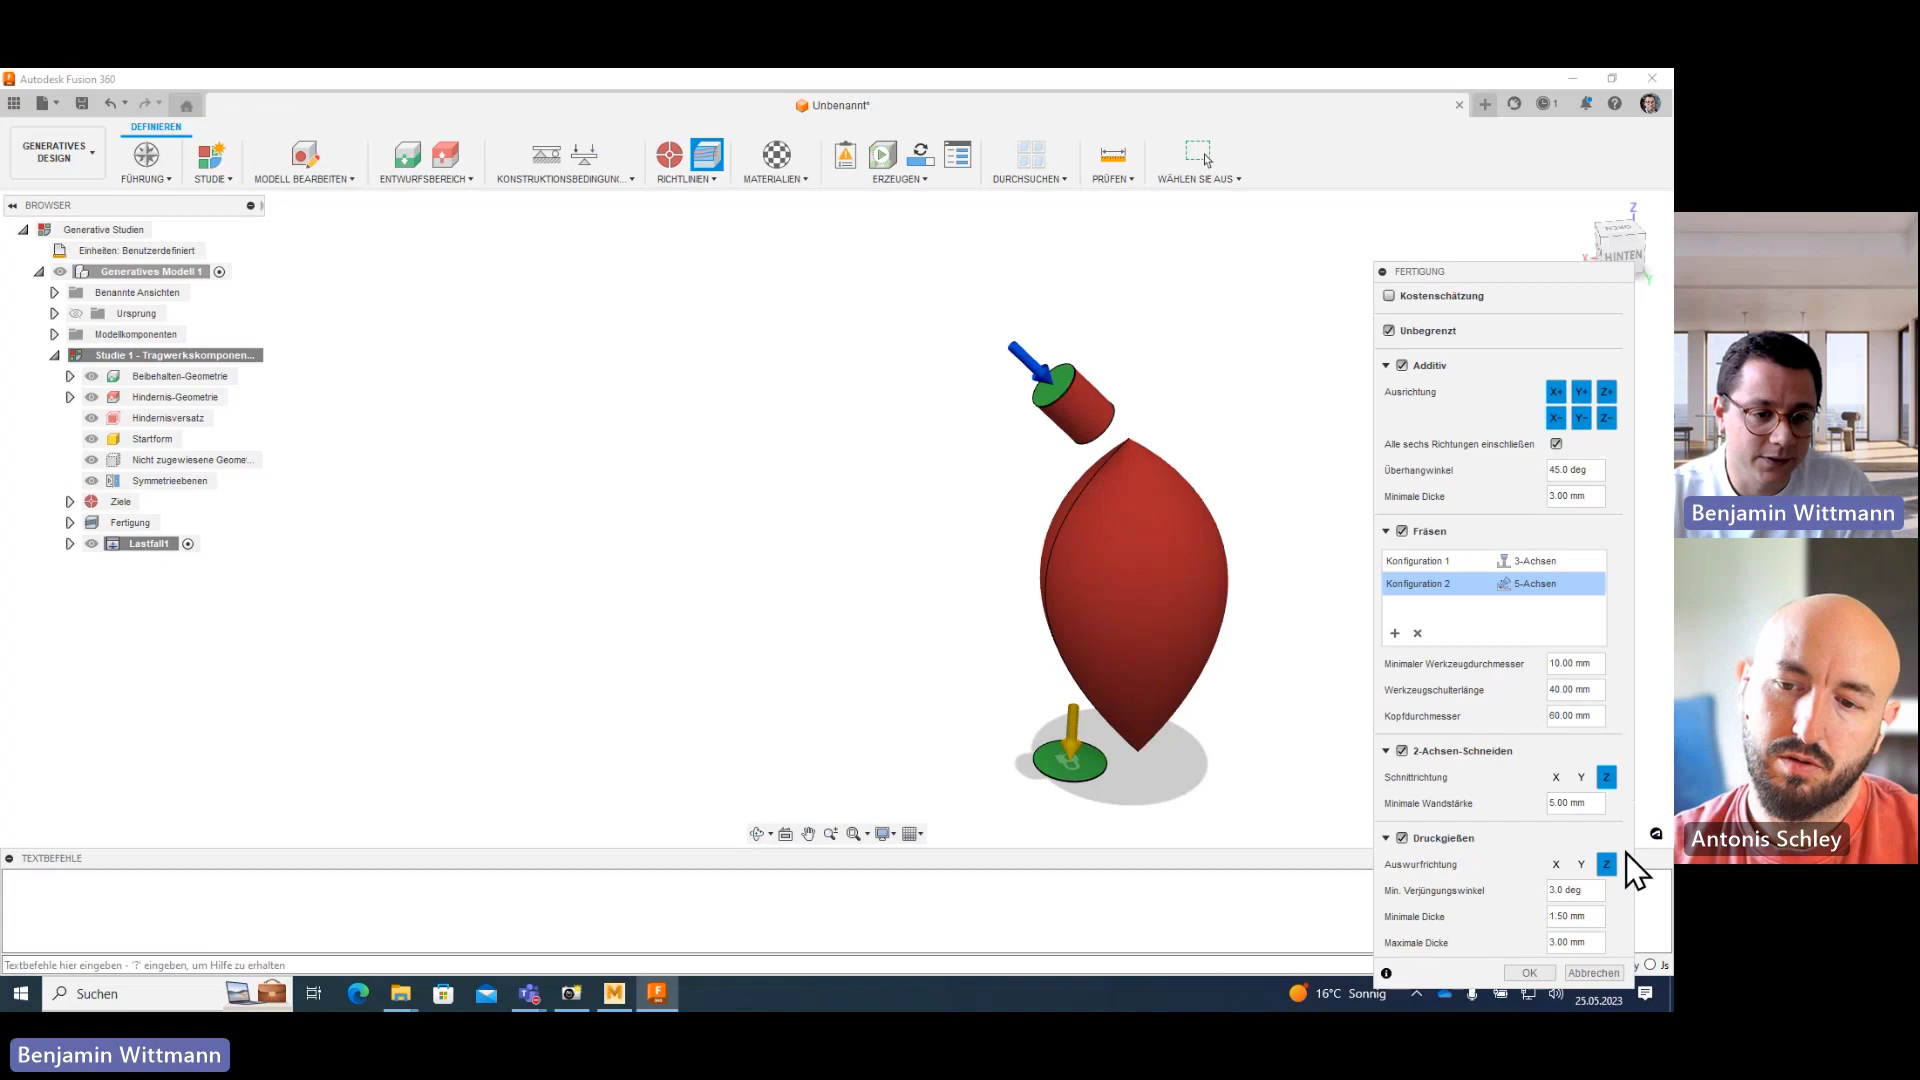 Autodesk Fusion 360
Unbenannt*
1
GENERATIVES DESIGN
DEFINIEREN
FÜHRUNG
STUDIE
MODELL BEARBEITEN
ENTWURFSBEREICH
KONSTRUKTIONSBEDINGUN...
RICHTLINIEN
MATERIALIEN
ERZEUGEN
DURCHSUCHEN
PRÜFEN
WÄHLEN SIE AUS
BROWSER
Generative Studien
Einheiten: Benutzerdefiniert
Generatives Modell 1
Benannte Ansichten
Ursprung
Modellkomponenten
Studie 1 - Tragwerkskomponen...
Beibehalten-Geometrie
Hindernis-Geometrie
Hindernisversatz
Startform
Nicht zugewiesene Geome...
Symmetrieebenen
Ziele
Fertigung
Lastfall1
Z
OBEN
HINTEN
X
Y
FERTIGUNG
Kostenschätzung
Unbegrenzt
Additiv
Ausrichtung X+ Y+ Z+
X- Y- Z-
Alle sechs Richtungen einschließen
Überhangwinkel 45.0 deg
Minimale Dicke 3.00 mm
Fräsen
Konfiguration 1 3-Achsen
Konfiguration 2 5-Achsen
Minimaler Werkzeugdurchmesser 10.00 mm
Werkzeugschulterlänge 40.00 mm
Kopfdurchmesser 60.00 mm
2-Achsen-Schneiden
Schnittrichtung X Y Z
Minimale Wandstärke 5.00 mm
Druckgießen
Auswurfrichtung X Y Z
Min. Verjüngungswinkel 3.0 deg
Minimale Dicke 1.50 mm
Maximale Dicke 3.00 mm
OK Abbrechen
TEXTBEFEHLE
Textbefehle hier eingeben - '?' eingeben, um Hilfe zu erhalten
y Js
Suchen
16°C Sonnig
25.05.2023
Benjamin Wittmann
Antonis Schley
Benjamin Wittmann